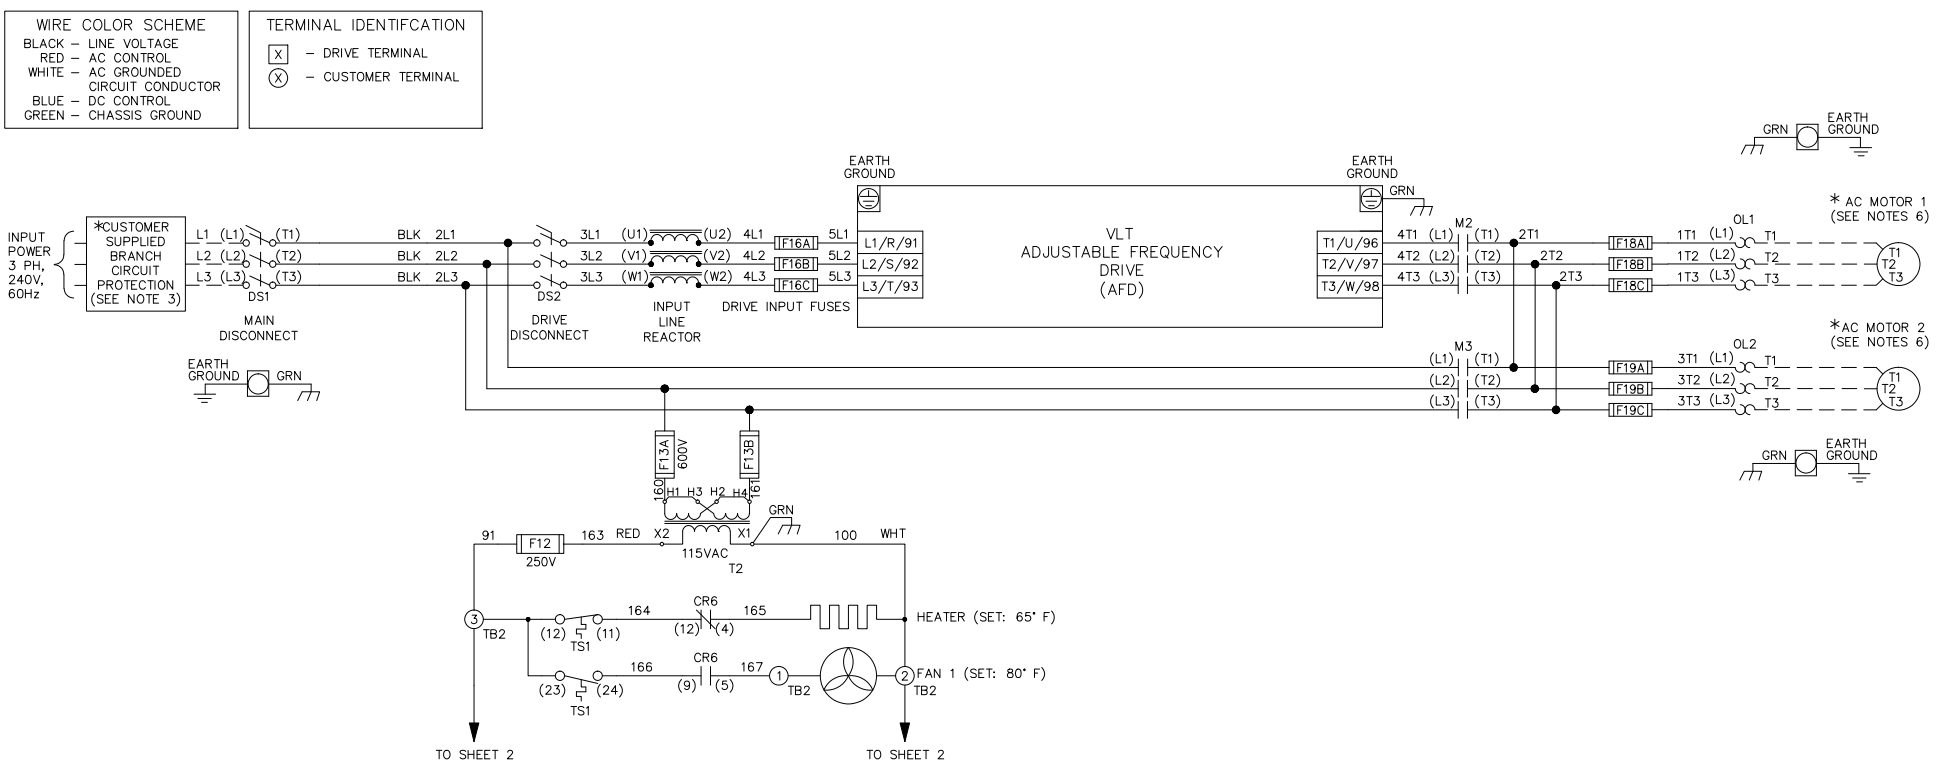 WIRE COLOR SCHEME
BLACK – LINE VOLTAGE
RED – AC CONTROL
WHITE – AC GROUNDED
CIRCUIT CONDUCTOR
BLUE – DC CONTROL
GREEN – CHASSIS GROUND
TERMINAL IDENTIFCATION
X – DRIVE TERMINAL
X – CUSTOMER TERMINAL
GRN
EARTH
GROUND
EARTH
GROUND
EARTH
GROUND
GRN
INPUT
POWER
3 PH,
240V,
60Hz
*CUSTOMER
SUPPLIED
BRANCH
CIRCUIT
PROTECTION
(SEE NOTE 3)
L1 (L1) (T1) BLK 2L1 3L1 (U1) (U2) 4L1 F16A 5L1 L1/R/91
L2 (L2) (T2) BLK 2L2 3L2 (V1) (V2) 4L2 F16B 5L2 L2/S/92
L3 (L3) (T3) BLK 2L3 3L3 (W1) (W2) 4L3 F16C 5L3 L3/T/93
DS1
MAIN
DISCONNECT
DS2
DRIVE
DISCONNECT
INPUT
LINE
REACTOR
DRIVE INPUT FUSES
VLT
ADJUSTABLE FREQUENCY
DRIVE
(AFD)
M2
OL1
* AC MOTOR 1
(SEE NOTES 6)
T1/U/96 4T1 (L1) (T1) 2T1 F18A 1T1 (L1) T1 T1
T2/V/97 4T2 (L2) (T2) 2T2 F18B 1T2 (L2) T2 T2
T3/W/98 4T3 (L3) (T3) 2T3 F18C 1T3 (L3) T3 T3
EARTH
GROUND
GRN
M3
OL2
*AC MOTOR 2
(SEE NOTES 6)
(L1) (T1) F19A 3T1 (L1) T1 T1
(L2) (T2) F19B 3T2 (L2) T2 T2
(L3) (T3) F19C 3T3 (L3) T3 T3
GRN
EARTH
GROUND
F13A
600V
F13B
160
H1 H3 H2 H4
161
GRN
91 F12 163 RED X2 X1 100 WHT
250V
115VAC
T2
3
TB2
(12) (11)
TS1
164
CR6
(12) (4)
165
HEATER (SET: 65° F)
(23) (24)
TS1
166
CR6
(9) (5)
167
1
TB2
2
TB2
FAN 1 (SET: 80° F)
TO SHEET 2
TO SHEET 2